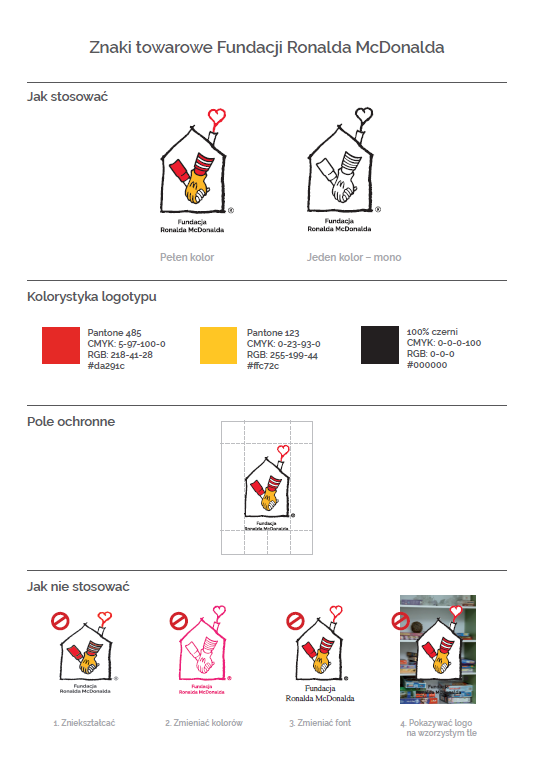 Znaki towarowe Fundacji Ronalda McDonalda
Jak stosować
®
Fundacja
Ronalda McDonalda
®
Fundacja
Ronalda McDonalda
Pełen kolor
Jeden kolor – mono
Kolorystyka logotypu
Pantone 485
CMYK: 5-97-100-0
RGB: 218-41-28
#da291c
Pantone 123
CMYK: 0-23-93-0
RGB: 255-199-44
#ffc72c
100% czerni
CMYK: 0-0-0-100
RGB: 0-0-0
#000000
Pole ochronne
®
Fundacja
Ronalda McDonalda
Jak nie stosować
®
Fundacja
Ronalda McDonalda
®
Fundacja
Ronalda McDonalda
®
Fundacja
Ronalda McDonalda
Fundacja
Ronalda McDonalda
1. Zniekształcać
2. Zmieniać kolorów
3. Zmieniać font
4. Pokazywać logo
na wzorzystym tle